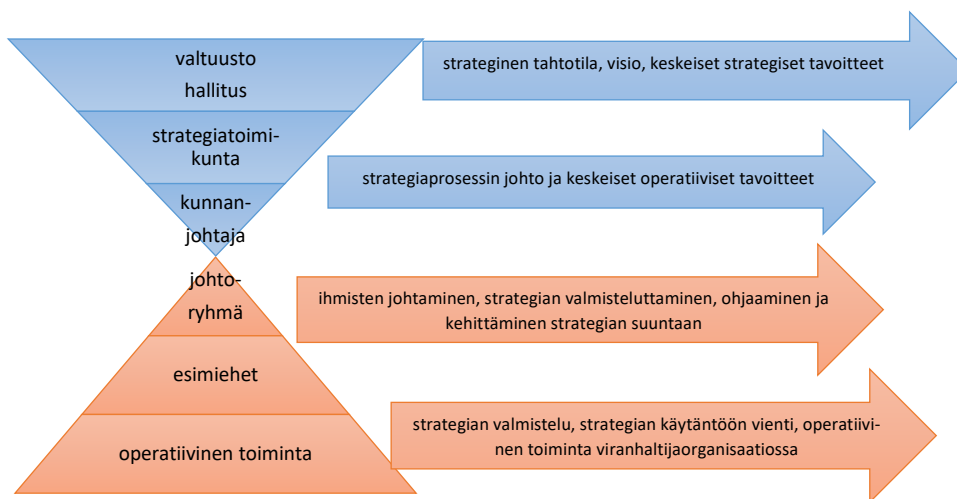 valtuusto
hallitus
strateginen tahtotila, visio, keskeiset strategiset tavoitteet
strategiatoimi-
kunta
strategiaprosessin johto ja keskeiset operatiiviset tavoitteet
kunnan-
johtaja
johto-
ryhmä
ihmisten johtaminen, strategian valmisteluttaminen, ohjaaminen ja
kehittäminen strategian suuntaan
esimiehet
operatiivinen toiminta
strategian valmistelu, strategian käytäntöön vienti, operatiivi-
nen toiminta viranhaltijaorganisaatiossa